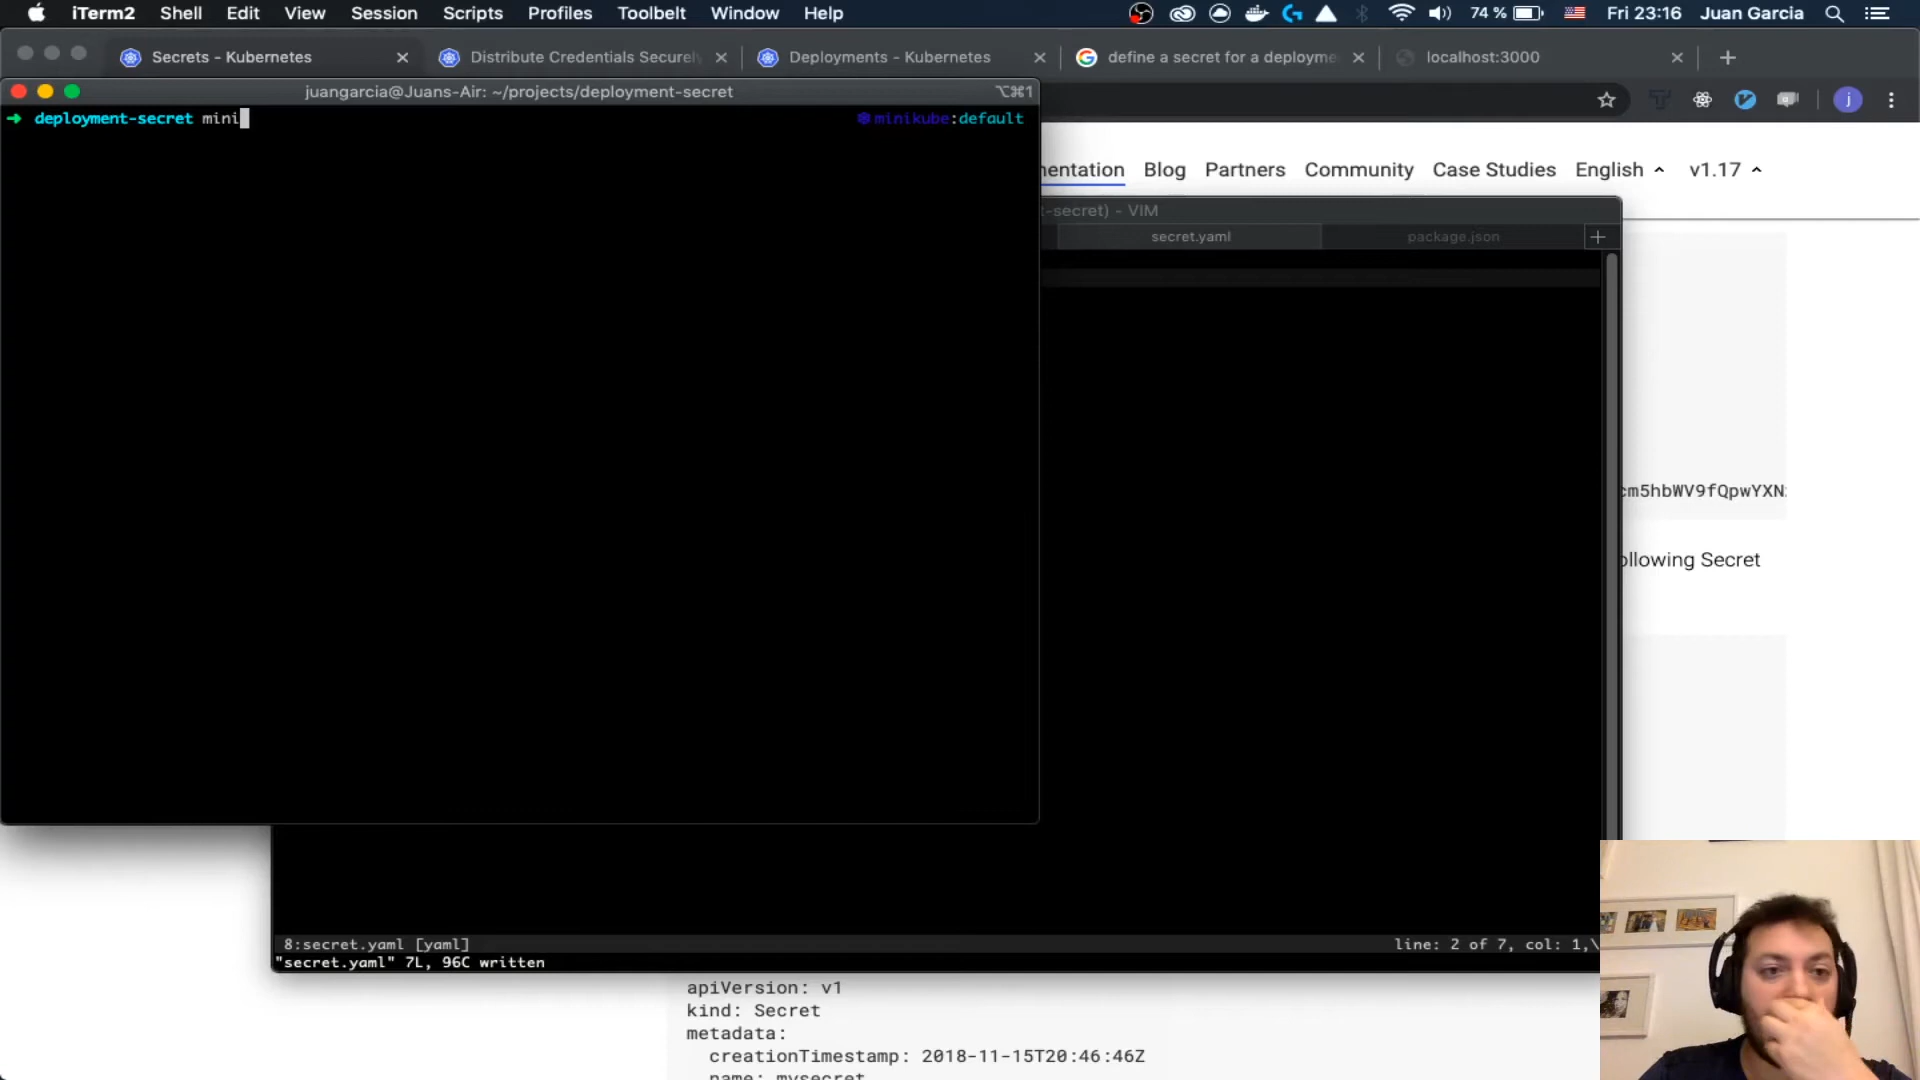 iTerm2 Shell Edit View Session Scripts Profiles Toolbelt Window Help 74 % Fri 23:16 Juan Garcia
Secrets - Kubernetes Distribute Credentials Securel Deployments - Kubernetes define a secret for a deployme localhost:3000
juangarcia@Juans-Air: ~/projects/deployment-secret ⌥⌘1
j
deployment-secret mini minikube:default
entation Blog Partners Community Case Studies English v1.17
t-secret) - VIM
secret.yaml package.json
cm5hbWV9fQpwYXN
ollowing Secret
8:secret.yaml [yaml] line: 2 of 7, col: 1,\
"secret.yaml" 7L, 96C written
apiVersion: v1
kind: Secret
metadata:
creationTimestamp: 2018-11-15T20:46:46Z
name: mysecret